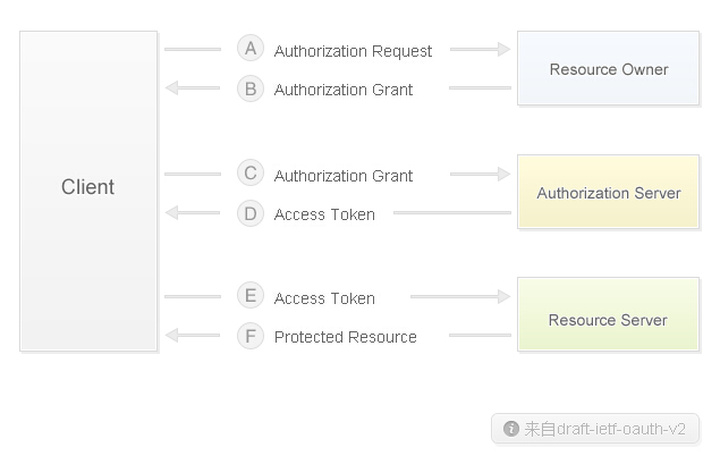 A Authorization Request
Resource Owner
B Authorization Grant
Client
C Authorization Grant
Authorization Server
D Access Token
E Access Token
Resource Server
F Protected Resource
i 来自draft-ietf-oauth-v2